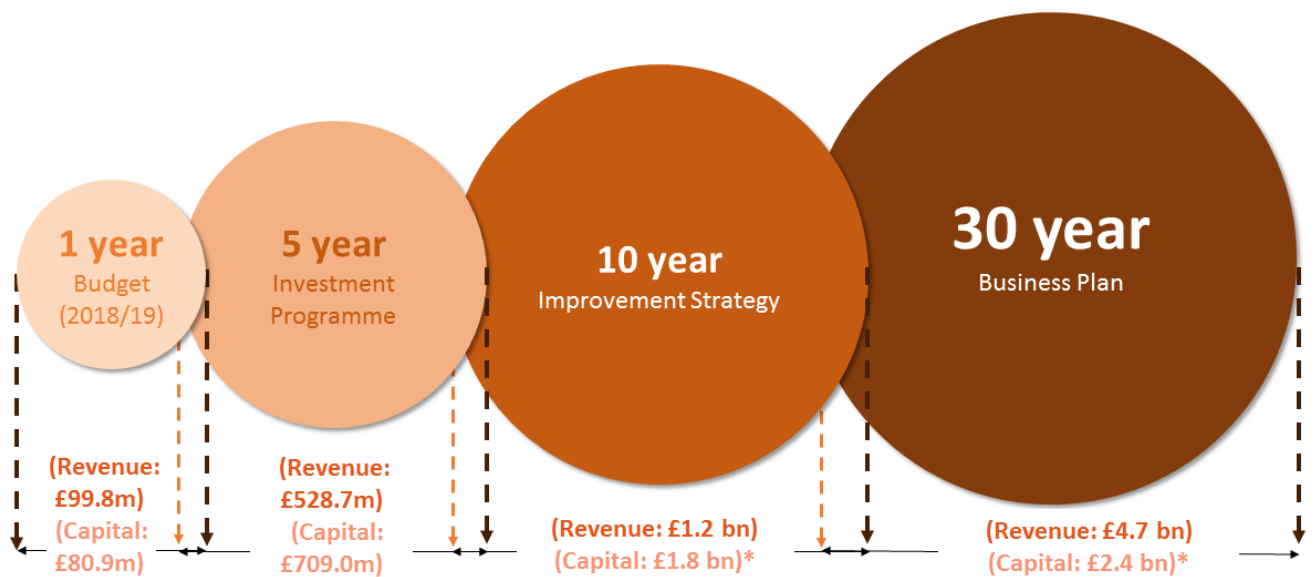 1 year
Budget
(2018/19)
5 year
Investment
Programme
10 year
Improvement Strategy
30 year
Business Plan
(Revenue:
£99.8m)
(Capital:
£80.9m)
(Revenue:
£528.7m)
(Capital:
£709.0m)
(Revenue: £1.2 bn)
(Capital: £1.8 bn)*
(Revenue: £4.7 bn)
(Capital: £2.4 bn)*